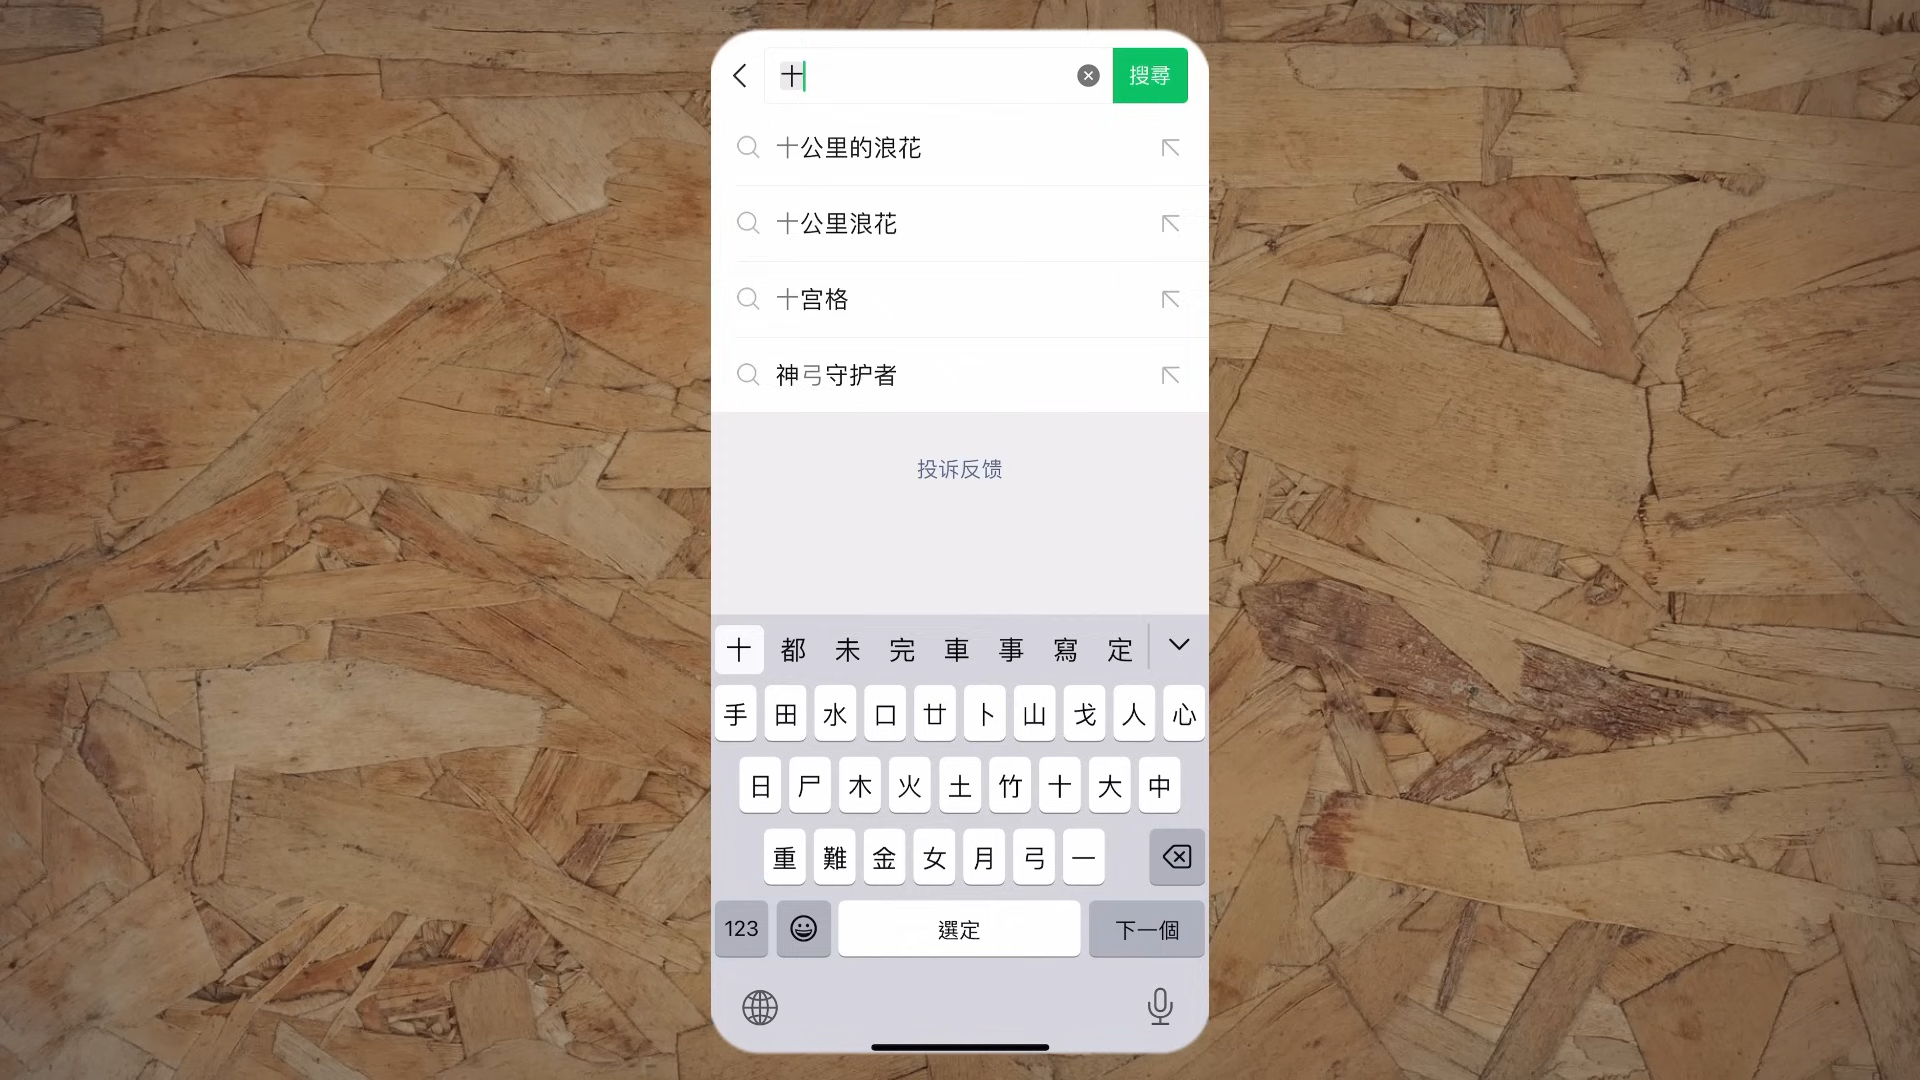 十 搜尋
十公里的浪花
十公里浪花
十宫格
神弓守护者
投诉反馈
十 都 未 完 車 事 寫 定
手 田 水 口 廿 卜 山 戈 人 心
日 尸 木 火 土 竹 十 大 中
重 難 金 女 月 弓 一
123 選定 下一個